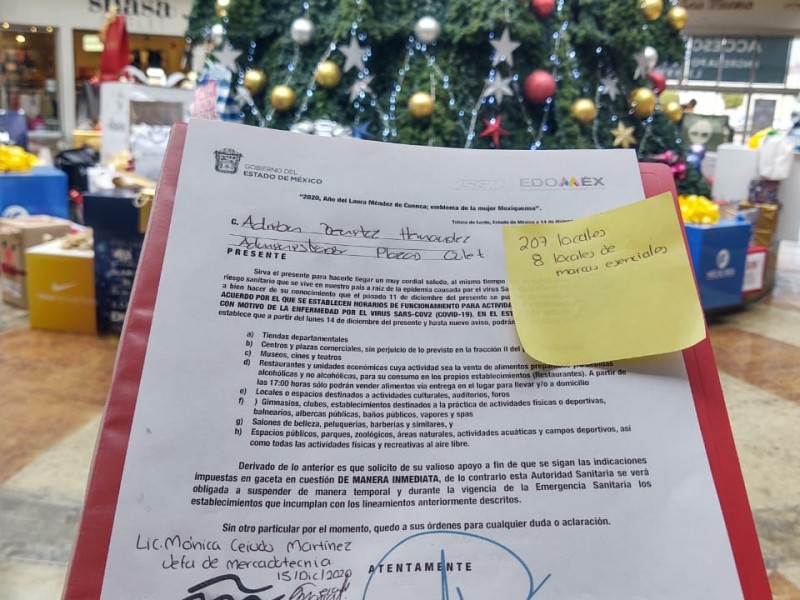 GOBIERNO DEL
ESTADO DE MÉXICO
EDOMÉX
"2020, Año del Laura Méndez de Cuenca; emblema de la mujer Mexiquense".
Toluca de Lerdo, Estado de México a 14 de
C. Hernandez
Plazas Outlet
PRESENTE
207 locales
8 locales de
marcas esenciales
Sirva el presente para hacerle llegar un muy cordial saludo, al mismo tiempo
riesgo sanitario que se vive en nuestro país a raíz de la epidemia causada por el virus
a bien hacer de su conocimiento que el pasado 11 de diciembre del presente se
ACUERDO POR EL QUE SE ESTABLECEN HORARIOS DE FUNCIONAMIENTO PARA
CON MOTIVO DE LA ENFERMEDAD POR EL VIRUS SARS-COV2 (COVID-19), EN EL
establece que a partir del lunes 14 de diciembre del presente y hasta nuevo aviso, podrán
a) Tiendas departamentales
b) Centros y plazas comerciales, sin perjuicio de lo previsto en la fracción II del
c) Museos, cines y teatros
d) Restaurantes y unidades económicas cuya actividad sea la venta de alimentos
alcohólicas y no alcohólicas, para su consumo en los propios establecimientos (Restaurantes). A partir de
las 17:00 horas sólo podrán vender alimentos vía entrega en el lugar para llevar y/o a domicilio
e) Locales o espacios destinados a actividades culturales, auditorios, foros
f) ) Gimnasios, clubes, establecimientos destinados a la práctica de actividades físicas o deportivas,
balnearios, albercas públicas, baños públicos, vapores y spas
g) Salones de belleza, peluquerías, barberías y similares, y
h) Espacios públicos, parques, zoológicos, áreas naturales, actividades acuáticas y campos deportivos, así
como todas las actividades físicas y recreativas al aire libre.
Derivado de lo anterior es que solicito de su valioso apoyo a fin de que se sigan las indicaciones
impuestas en gaceta en cuestión DE MANERA INMEDIATA, de lo contrario esta Autoridad Sanitaria se verá
obligada a suspender de manera temporal y durante la vigencia de la Emergencia Sanitaria los
establecimientos que incumplan con los lineamientos anteriormente descritos.
Sin otro particular por el momento, quedo a sus órdenes para cualquier duda o aclaración.
Lic. Mónica Martínez
Jefa de mercadotecnia
15/Dic/2020
ATENTAMENTE